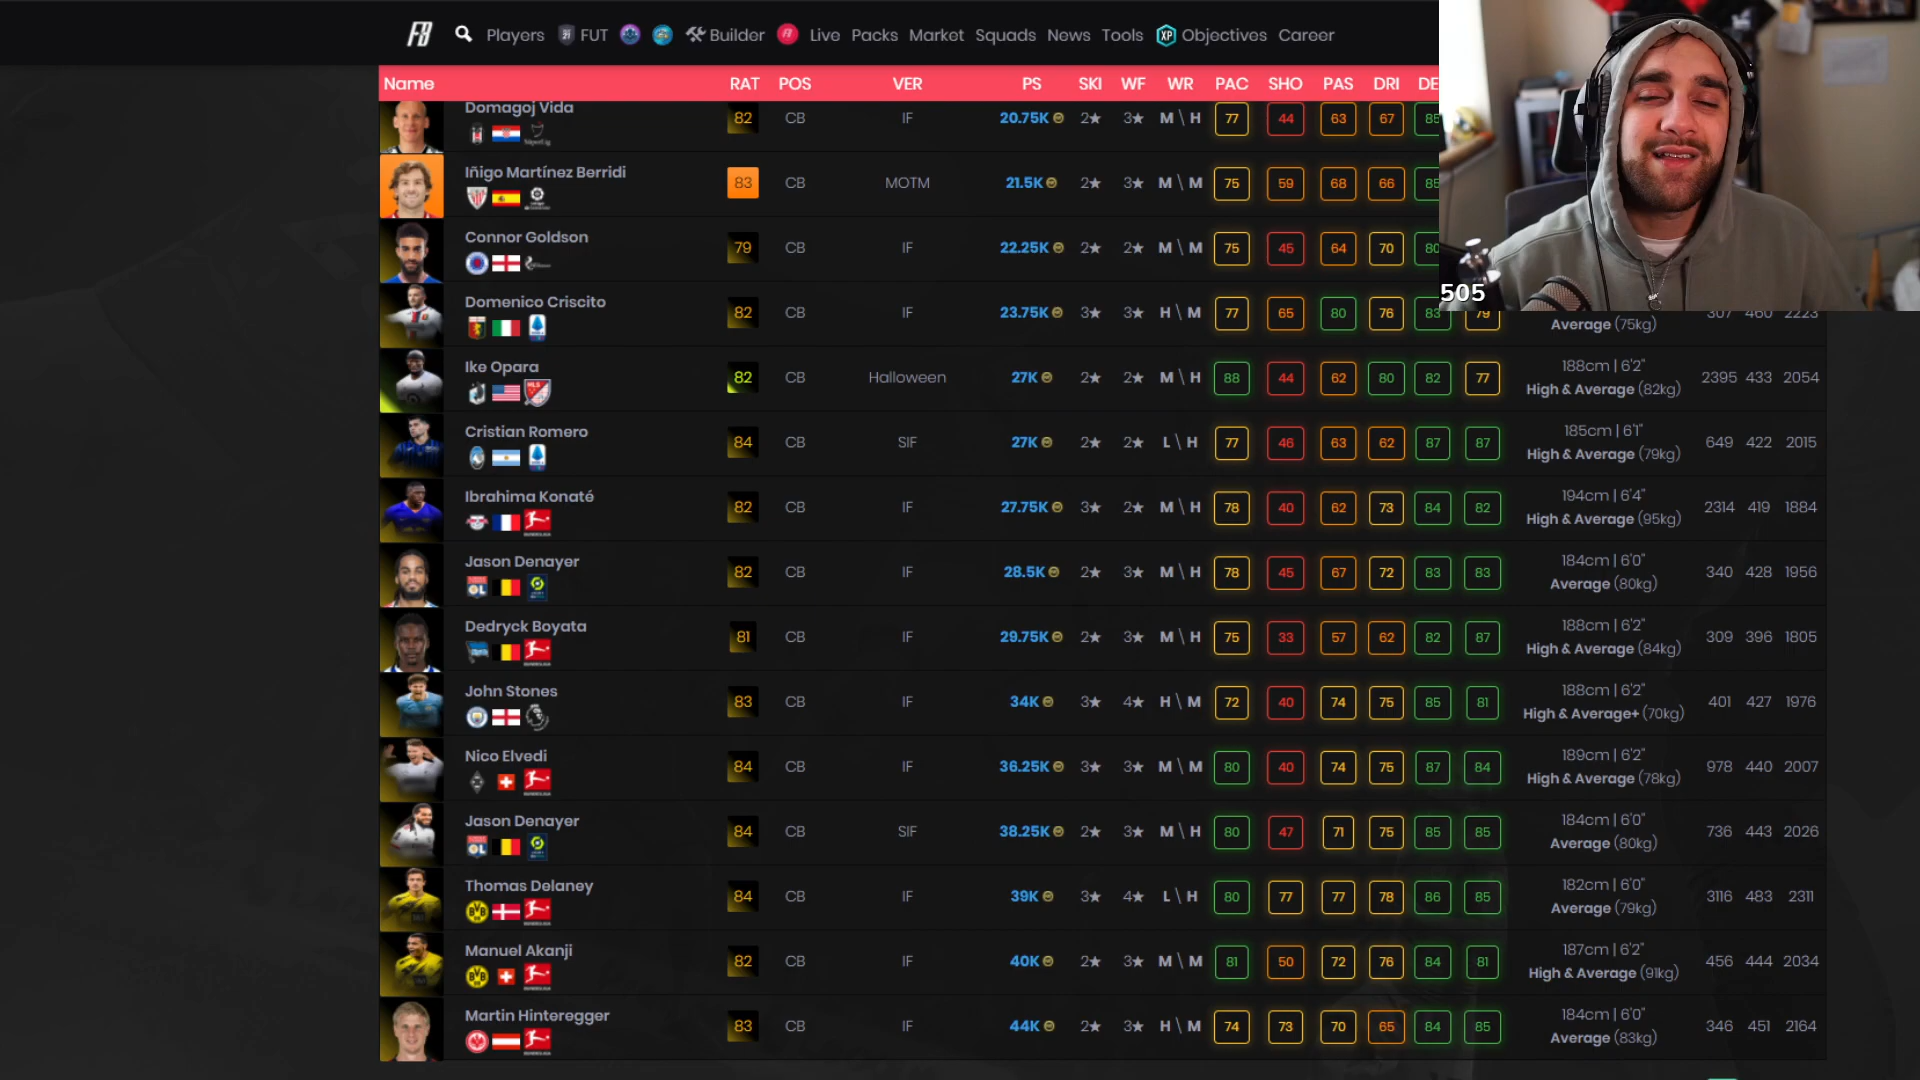 FB Players 21 FUT Builder Live Packs Market Squads News Tools XP Objectives Career
Name RAT POS VER PS SKI WF WR PAC SHO PAS DRI DE
Domagoj Vida 82 CB IF 20.75K 2★ 3★ M \ H 77 44 63 67 85
Iñigo Martínez Berridi 83 CB MOTM 21.5K 2★ 3★ M \ M 75 59 68 66 85
Connor Goldson 79 CB IF 22.25K 2★ 2★ M \ M 75 45 64 70 80
505
Domenico Criscito 82 CB IF 23.75K 3★ 3★ H \ M 77 65 80 76 83 79 307 460 2223
Average (75kg)
Ike Opara 82 CB Halloween 27K 2★ 2★ M \ H 88 44 62 80 82 77 188cm | 6'2" 2395 433 2054
High & Average (82kg)
Cristian Romero 84 CB SIF 27K 2★ 2★ L \ H 77 46 63 62 87 87 185cm | 6'1" 649 422 2015
High & Average (79kg)
Ibrahima Konaté 82 CB IF 27.75K 3★ 2★ M \ H 78 40 62 73 84 82 194cm | 6'4" 2314 419 1884
High & Average (95kg)
Jason Denayer 82 CB IF 28.5K 2★ 3★ M \ H 78 45 67 72 83 83 184cm | 6'0" 340 428 1956
Average (80kg)
Dedryck Boyata 81 CB IF 29.75K 2★ 3★ M \ H 75 33 57 62 82 87 188cm | 6'2" 309 396 1805
High & Average (84kg)
John Stones 83 CB IF 34K 3★ 4★ H \ M 72 40 74 75 85 81 188cm | 6'2" 401 427 1976
High & Average+ (70kg)
Nico Elvedi 84 CB IF 36.25K 3★ 3★ M \ M 80 40 74 75 87 84 189cm | 6'2" 978 440 2007
High & Average (78kg)
Jason Denayer 84 CB SIF 38.25K 2★ 3★ M \ H 80 47 71 75 85 85 184cm | 6'0" 736 443 2026
Average (80kg)
Thomas Delaney 84 CB IF 39K 3★ 4★ L \ H 80 77 77 78 86 85 182cm | 6'0" 3116 483 2311
Average (79kg)
Manuel Akanji 82 CB IF 40K 2★ 3★ M \ M 81 50 72 76 84 81 187cm | 6'2" 456 444 2034
High & Average (91kg)
Martin Hinteregger 83 CB IF 44K 2★ 3★ H \ M 74 73 70 65 84 85 184cm | 6'0" 346 451 2164
Average (83kg)